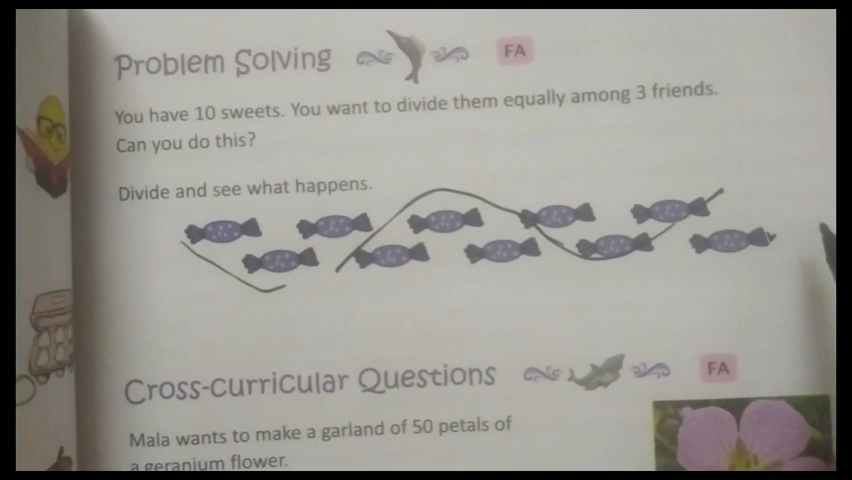 Problem Solving
FA
You have 10 sweets. You want to divide them equally among 3 friends.
Can you do this?
Divide and see what happens.
Cross-curricular Questions
FA
Mala wants to make a garland of 50 petals of
a geranium flower.